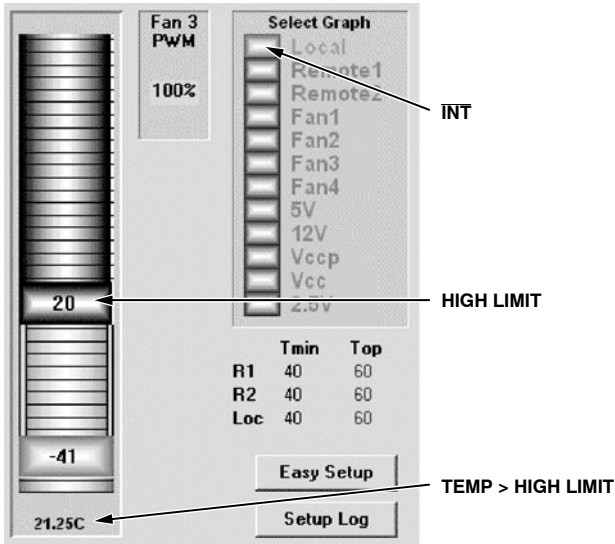 Fan 3
PWM
100%
Select Graph
Local
Remote1
Remote2
Fan1
Fan2
Fan3
Fan4
5V
12V
Vccp
Vcc
2.5V
INT
20
HIGH LIMIT
Tmin Top
R1 40 60
R2 40 60
Loc 40 60
-41
Easy Setup
TEMP > HIGH LIMIT
21.25C
Setup Log